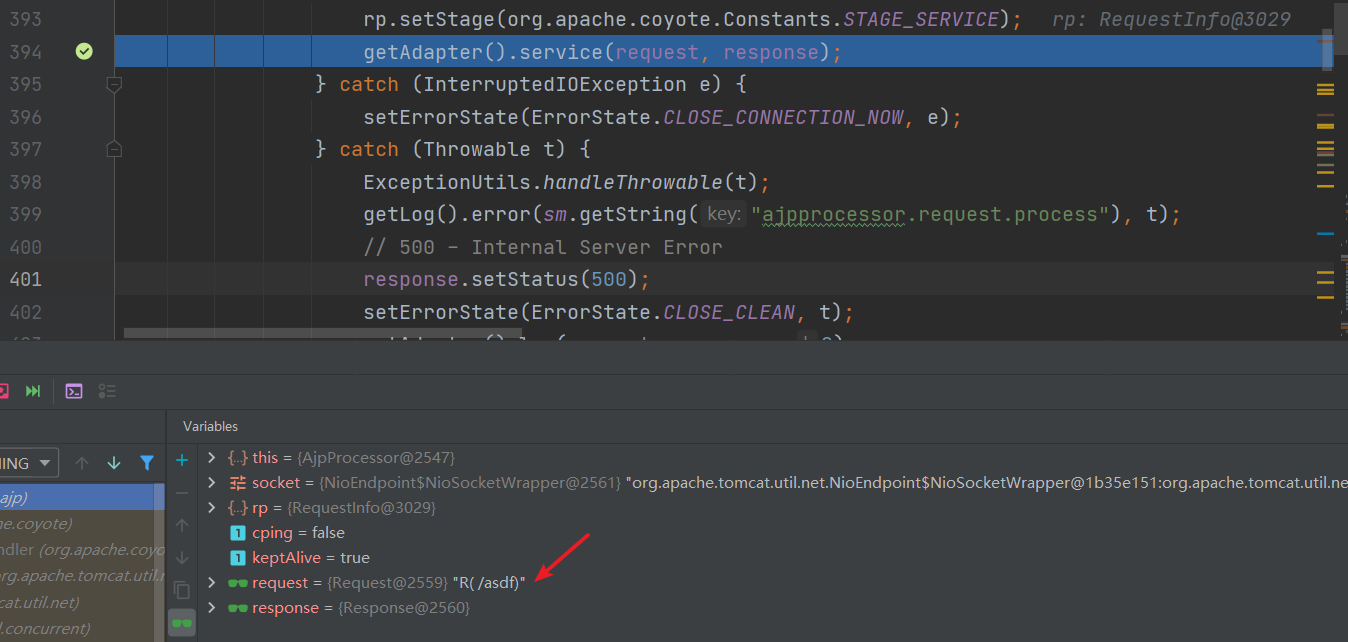 393 rp.setStage(org.apache.coyote.Constants.STAGE_SERVICE); rp: RequestInfo@3029
394 getAdapter().service(request, response);
395 } catch (InterruptedIOException e) {
396 setErrorState(ErrorState.CLOSE_CONNECTION_NOW, e);
397 } catch (Throwable t) {
398 ExceptionUtils.handleThrowable(t);
399 getLog().error(sm.getString( key: "ajpprocessor.request.process"), t);
400 // 500 - Internal Server Error
401 response.setStatus(500);
402 setErrorState(ErrorState.CLOSE_CLEAN, t);
Variables
ING
ajp)
he.coyote)
ndler (org.apache.coyo
org.apache.tomcat.util.r
cat.util.net)
l.concurrent)
this = {AjpProcessor@2547}
socket = {NioEndpoint$NioSocketWrapper@2561} "org.apache.tomcat.util.net.NioEndpoint$NioSocketWrapper@1b35e151:org.apache.tomcat.util.ne
rp = {RequestInfo@3029}
cping = false
keptAlive = true
request = {Request@2559} "R( /asdf)"
response = {Response@2560}